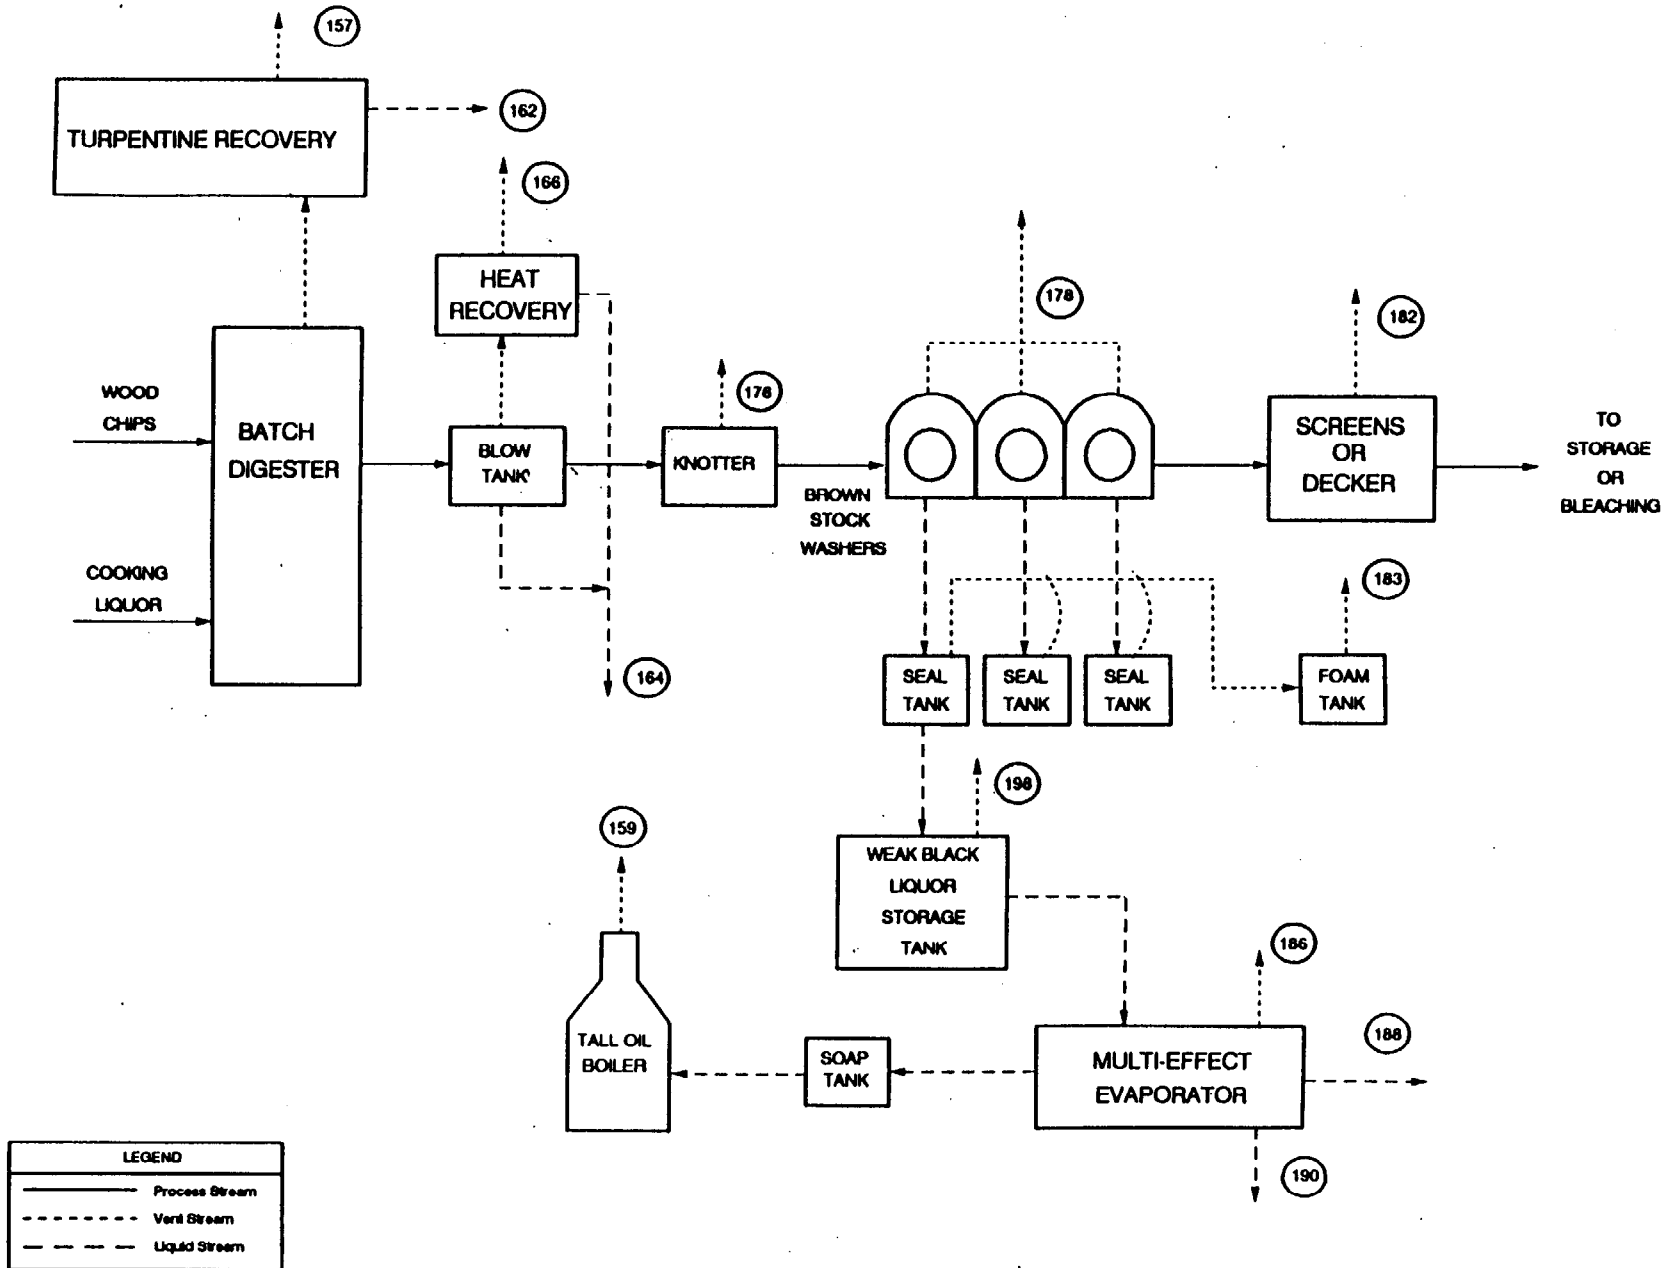 157
TURPENTINE RECOVERY
162
166
HEAT
RECOVERY
178
182
WOOD
CHIPS
176
BATCH
DIGESTER
BLOW
TANK
KNOTTER
SCREENS
OR
DECKER
TO
STORAGE
OR
BLEACHING
BROWN
STOCK
WASHERS
COOKING
LIQUOR
183
164
SEAL
TANK
SEAL
TANK
SEAL
TANK
FOAM
TANK
198
159
WEAK BLACK
LIQUOR
STORAGE
TANK
186
TALL OIL
BOILER
SOAP
TANK
MULTI-EFFECT
EVAPORATOR
188
190
LEGEND
Process Stream
Vent Stream
Liquid Stream